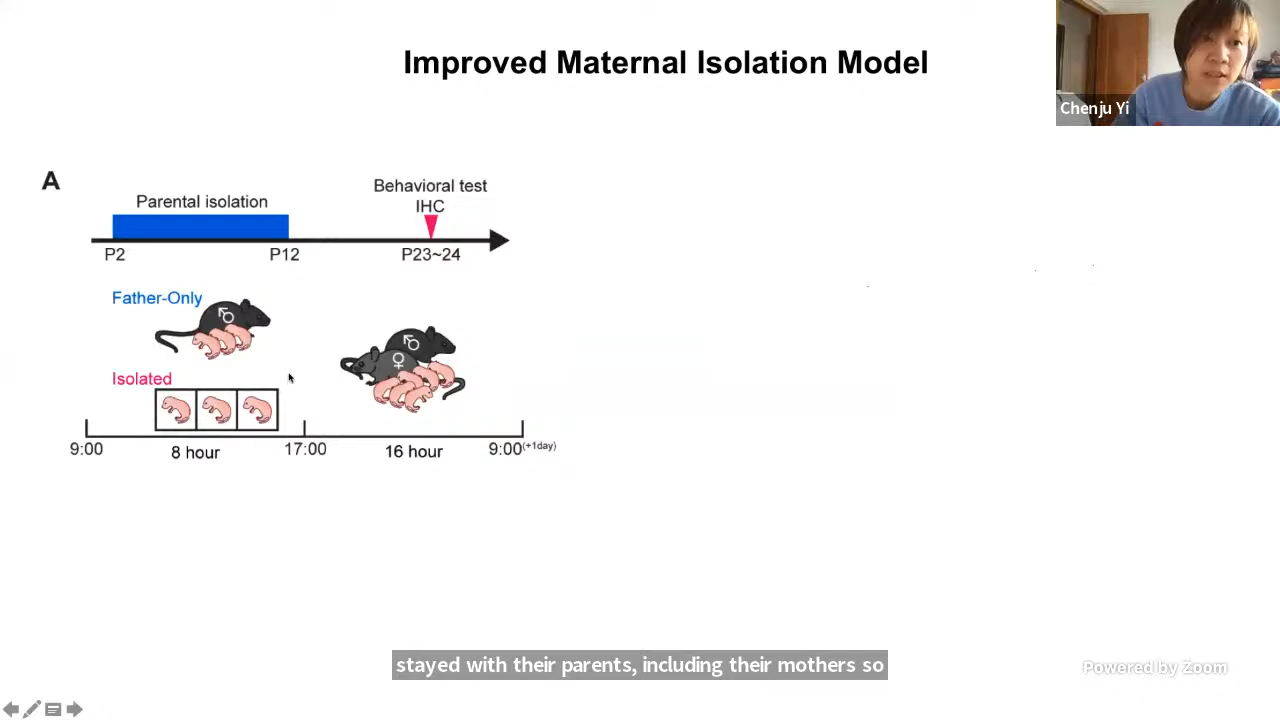 Improved Maternal Isolation Model
Chenju Yi
A
Behavioral test
Parental isolation
IHC
P2
P12
P23~24
Father-Only
♂
♂
♀
Isolated
9:00
8 hour
17:00
16 hour
9:00(+1day)
stayed with their parents, including their mothers so
Powered by Zoom